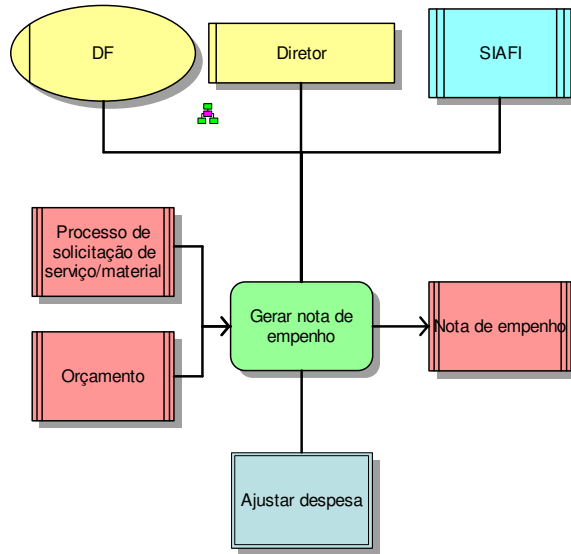 DF
Diretor
SIAFI
Processo de
solicitação de
serviço/material
Gerar nota de
empenho
Nota de empenho
Orçamento
Ajustar despesa